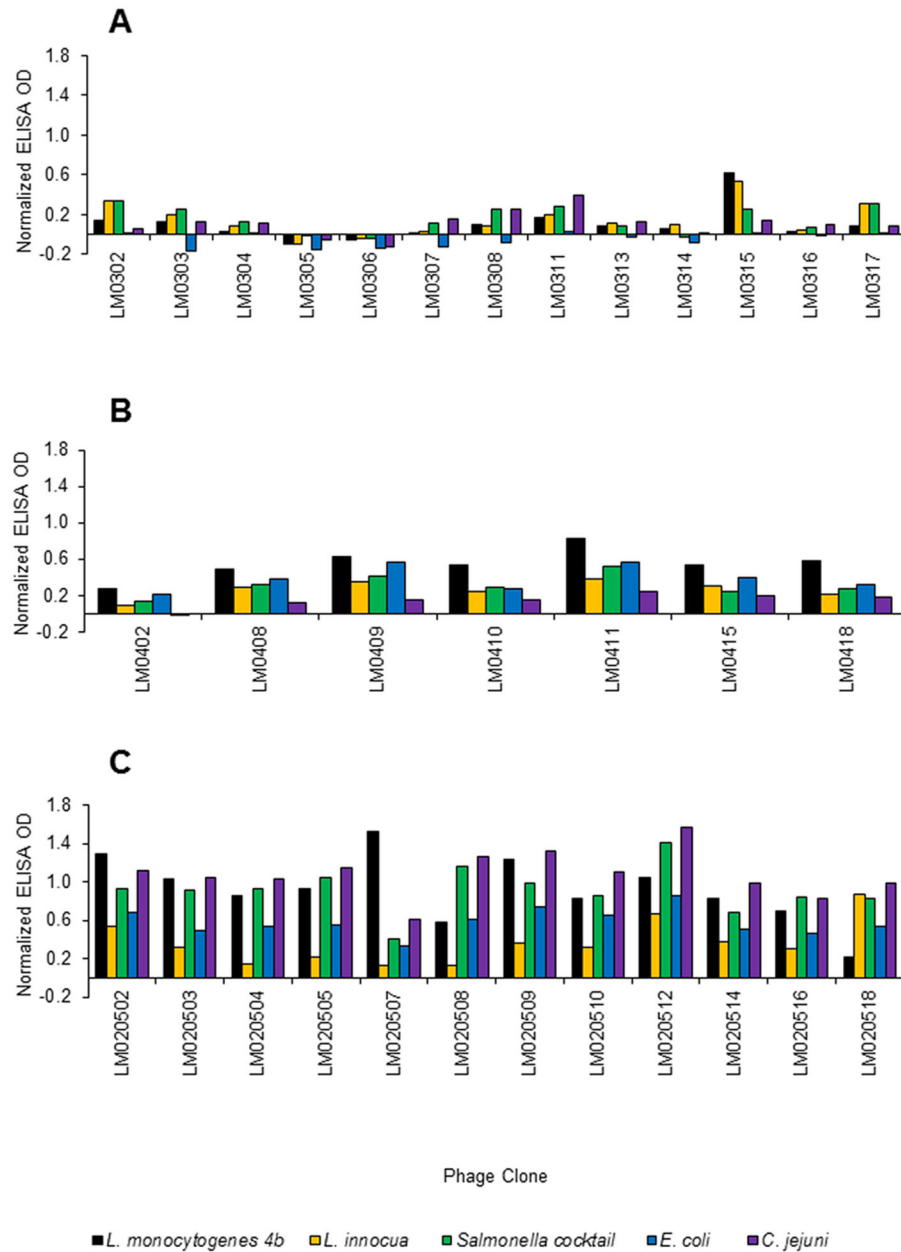 A
Normalized ELISA OD
1.8
1.4
1.0
0.6
0.2
-0.2
LM0302
LM0303
LM0304
LM0305
LM0306
LM0307
LM0308
LM0311
LM0313
LM0314
LM0315
LM0316
LM0317
B
Normalized ELISA OD
1.8
1.4
1.0
0.6
0.2
-0.2
LM0402
LM0408
LM0409
LM0410
LM0411
LM0415
LM0418
C
Normalized ELISA OD
1.8
1.4
1.0
0.6
0.2
-0.2
LM020502
LM020503
LM020504
LM020505
LM020507
LM020508
LM020509
LM020510
LM020512
LM020514
LM020516
LM020518
Phage Clone
L. monocytogenes 4b L. innocua Salmonella cocktail E. coli C. jejuni